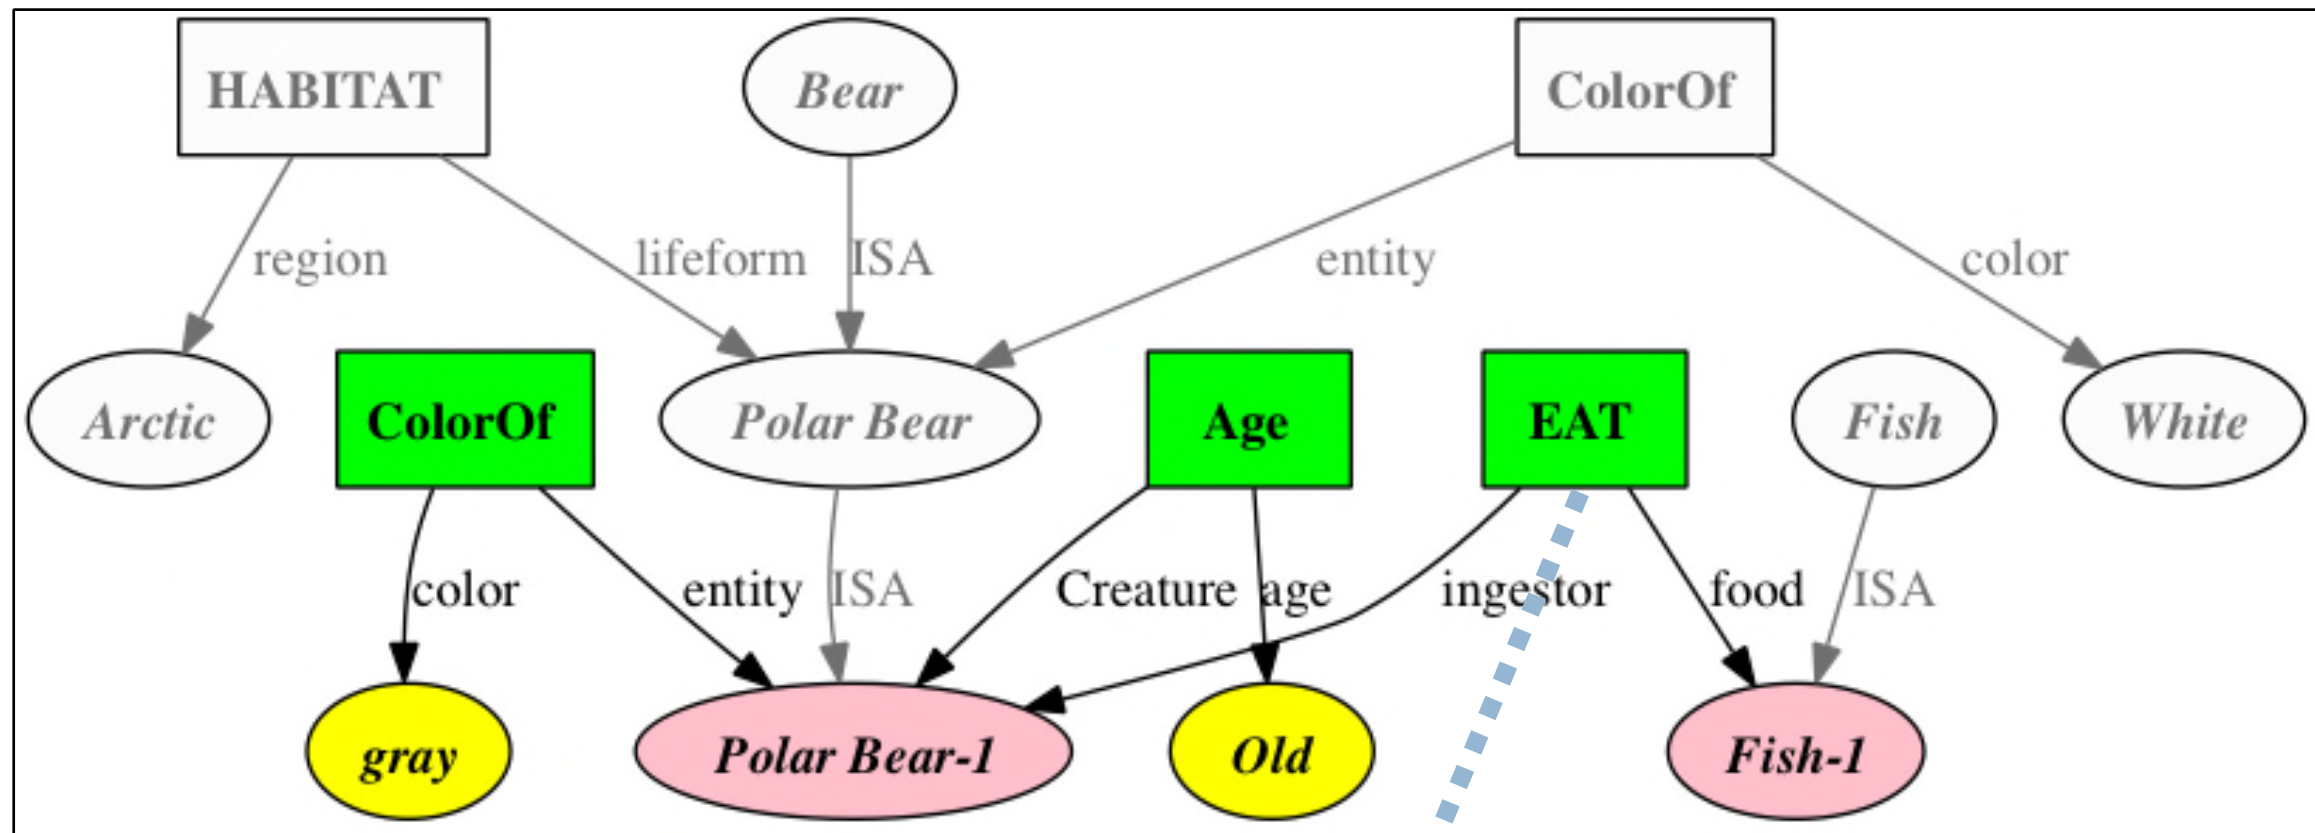 HABITAT
Bear
ColorOf
region
lifeform
ISA
entity
color
Arctic
ColorOf
Polar Bear
Age
EAT
Fish
White
color
entity
ISA
Creature
age
ingestor
food
ISA
gray
Polar Bear-1
Old
Fish-1